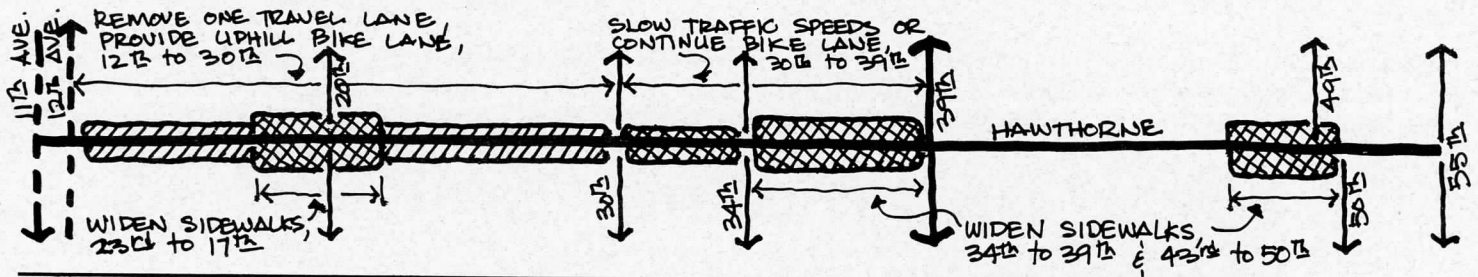 11th AVE.
12th AVE.
REMOVE ONE TRAVEL LANE,
PROVIDE UPHILL BIKE LANE,
12th to 30th
20th
SLOW TRAFFIC SPEEDS OR
CONTINUE BIKE LANE,
30th to 39th
39th
HAWTHORNE
49th
55th
WIDEN SIDEWALKS,
23rd to 17th
30th
34th
WIDEN SIDEWALKS,
34th to 39th & 43rd to 50th
50th